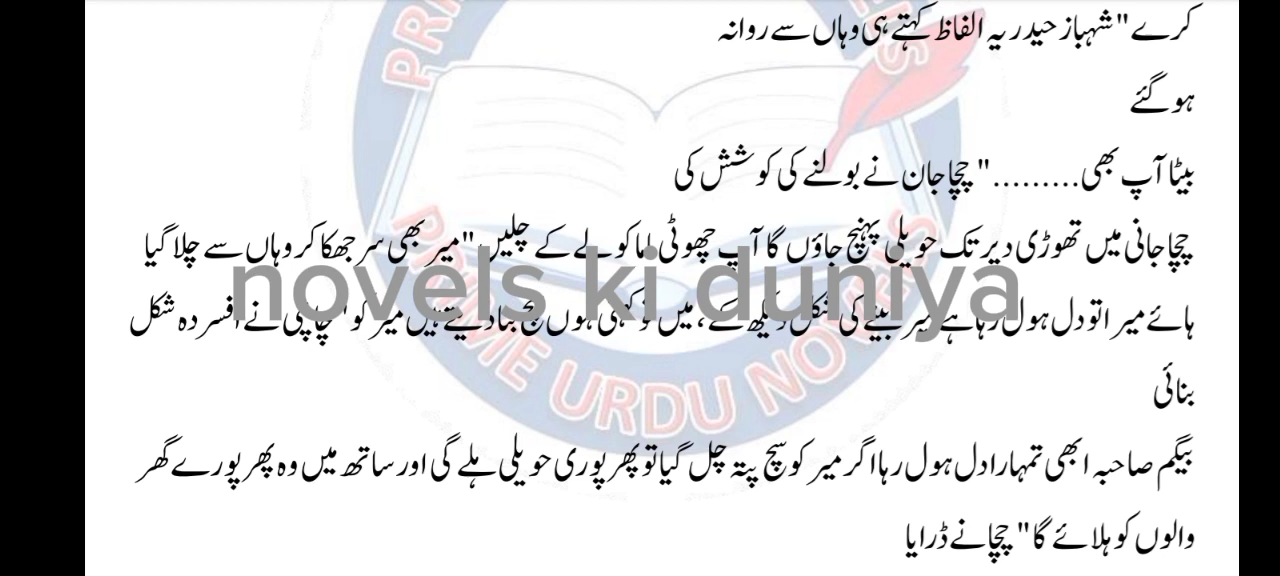 کرے "شہباز حیدر یہ الفاظ کہتے ہی وہاں سے روانہ
ہو گئے
بیٹا آپ بھی.........." چچا جان نے بولنے کی کوشش کی
چچا جانی میں تھوڑی دیر تک حویلی پہنچ جاؤں گا آپ چھوٹی ماما کو لے کے چلیں "میر بھی سر جھکا کر وہاں سے چلا گیا
novels ki duniya
ہائے میرا تو دل ہول رہا ہے میر بیٹے کی شکل دیکھ کے، میں تو کہتی ہوں سچ بتا دیتے ہیں میر کو" چاچی نے افسردہ شکل
بنائی
بیگم صاحبہ ابھی تمہارا دل ہول رہا اگر میر کو سچ پتہ چل گیا تو پھر پوری حویلی ہلے گی اور ساتھ میں وہ پھر پورے گھر
والوں کو ہلائے گا" چچا نے ڈرایا
PRIME URDU NOVELS